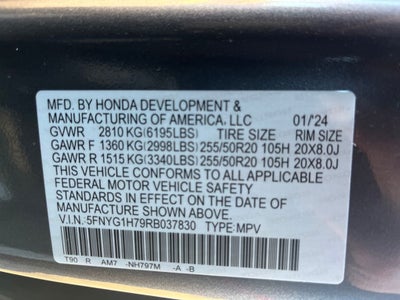 MFD. BY HONDA DEVELOPMENT &
MANUFACTURING OF AMERICA, LLC 01/'24
GVWR 2810 KG(6195LBS) TIRE SIZE RIM SIZE
GAWR F 1360 KG(2998LBS) 255/50R20 105H 20X8.0J
GAWR R 1515 KG(3340LBS) 255/50R20 105H 20X8.0J
THIS VEHICLE CONFORMS TO ALL APPLICABLE
FEDERAL MOTOR VEHICLE SAFETY
STANDARDS IN EFFECT ON THE DATE OF
MANUFACTURE SHOWN ABOVE.
V.I.N. 5FNYG1H79RB037830 TYPE:MPV
T90 R AM7 -NH797M -A -B